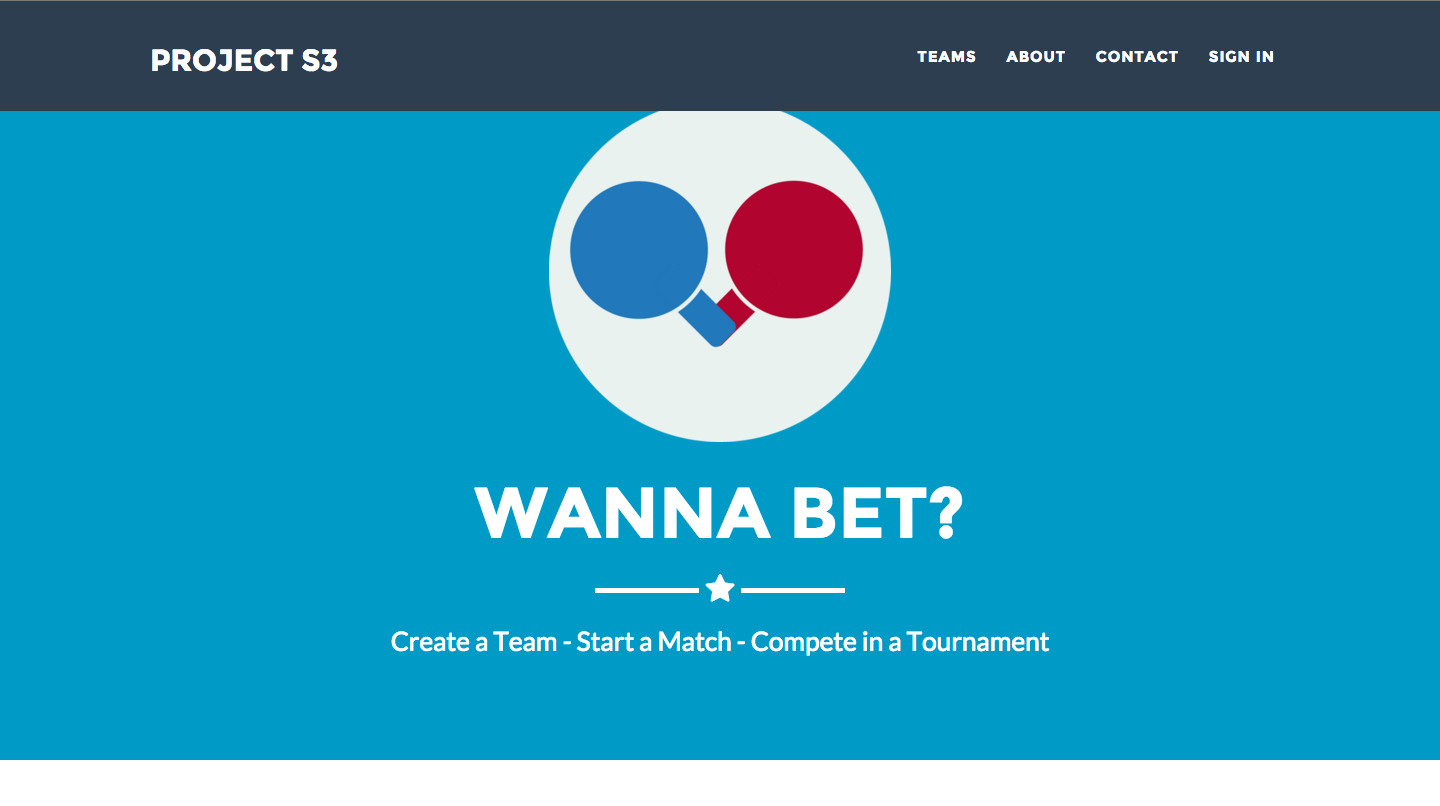 PROJECT S3
TEAMS ABOUT CONTACT SIGN IN
WANNA BET?
Create a Team - Start a Match - Compete in a Tournament